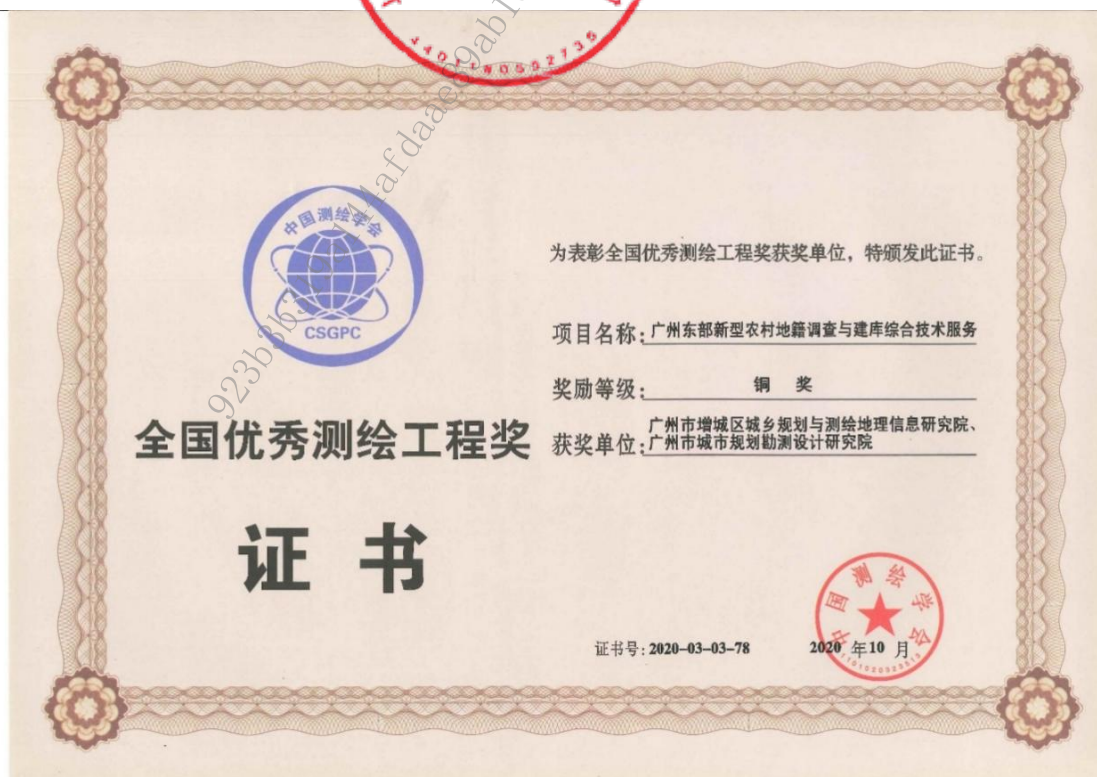 4401140502735
中国测绘学会
CSGPC
全国优秀测绘工程奖
证 书
为表彰全国优秀测绘工程奖获奖单位，特颁发此证书。
项目名称：广州东部新型农村地籍调查与建库综合技术服务
奖励等级：铜 奖
获奖单位：广州市增城区城乡规划与测绘地理信息研究院、
广州市城市规划勘测设计研究院
中国测绘学会
证书号：2020-03-03-78
2020 年10 月